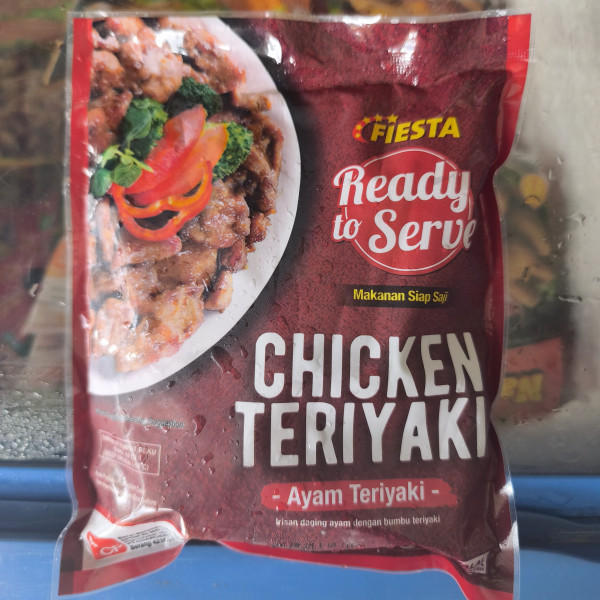 FIESTA
Ready
to Serve
Makanan Siap Saji
CHICKEN
TERIYAKI
- Ayam Teriyaki -
Irisan daging ayam dengan bumbu teriyaki